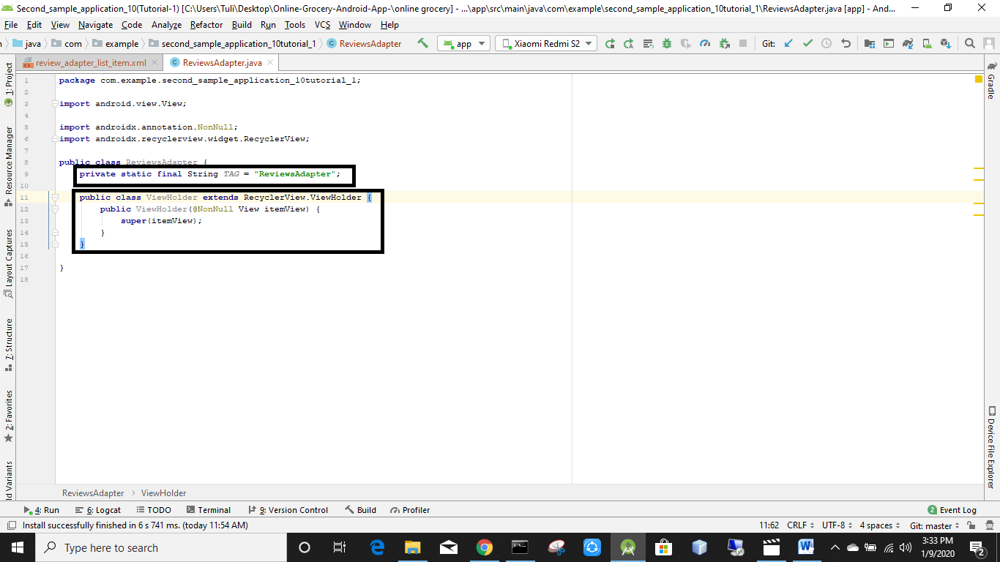 Second_sample_application_10(Tutorial-1) [C:\Users\Tuli\Desktop\Online-Grocery-Android-App-\online grocery] - ...\app\src\main\java\com\example\second_sample_application_10tutorial_1\ReviewsAdapter.java [app] - And...
File Edit View Navigate Code Analyze Refactor Build Run Tools VCS Window Help
java com example second_sample_application_10tutorial_1 ReviewsAdapter app Xiaomi Redmi S2 Git:
review_adapter_list_item.xml ReviewsAdapter.java
1 package com.example.second_sample_application_10tutorial_1;
2
3 import android.view.View;
4
5 import androidx.annotation.NonNull;
6 import androidx.recyclerview.widget.RecyclerView;
7
8 public class ReviewsAdapter {
9 private static final String TAG = "ReviewsAdapter";
10
11 public class ViewHolder extends RecyclerView.ViewHolder {
12 public ViewHolder(@NonNull View itemView) {
13 super(itemView);
14 }
15 }
16
17 }
18
1: Project
Resource Manager
Layout Captures
7: Structure
2: Favorites
ld Variants
Gradle
Device File Explorer
ReviewsAdapter > ViewHolder
4: Run 6: Logcat TODO Terminal 9: Version Control Build Profiler 2 Event Log
Install successfully finished in 6 s 741 ms. (today 11:54 AM) 11:62 CRLF UTF-8 4 spaces Git: master
Type here to search
3:33 PM
1/9/2020
2